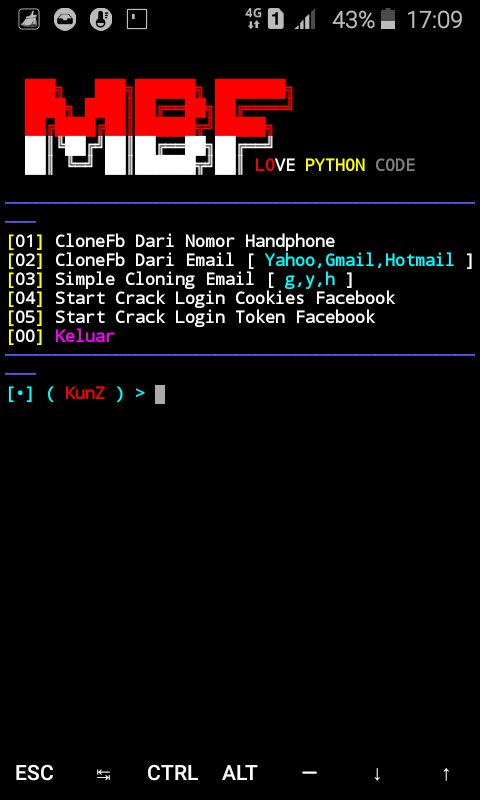 4G 1 43% 17:09
MBF
LOVE PYTHON CODE
[01] CloneFb Dari Nomor Handphone
[02] CloneFb Dari Email [ Yahoo,Gmail,Hotmail ]
[03] Simple Cloning Email [ g,y,h ]
[04] Start Crack Login Cookies Facebook
[05] Start Crack Login Token Facebook
[00] Keluar
[•] ( KunZ ) >
ESC ↹ CTRL ALT — ↓ ↑